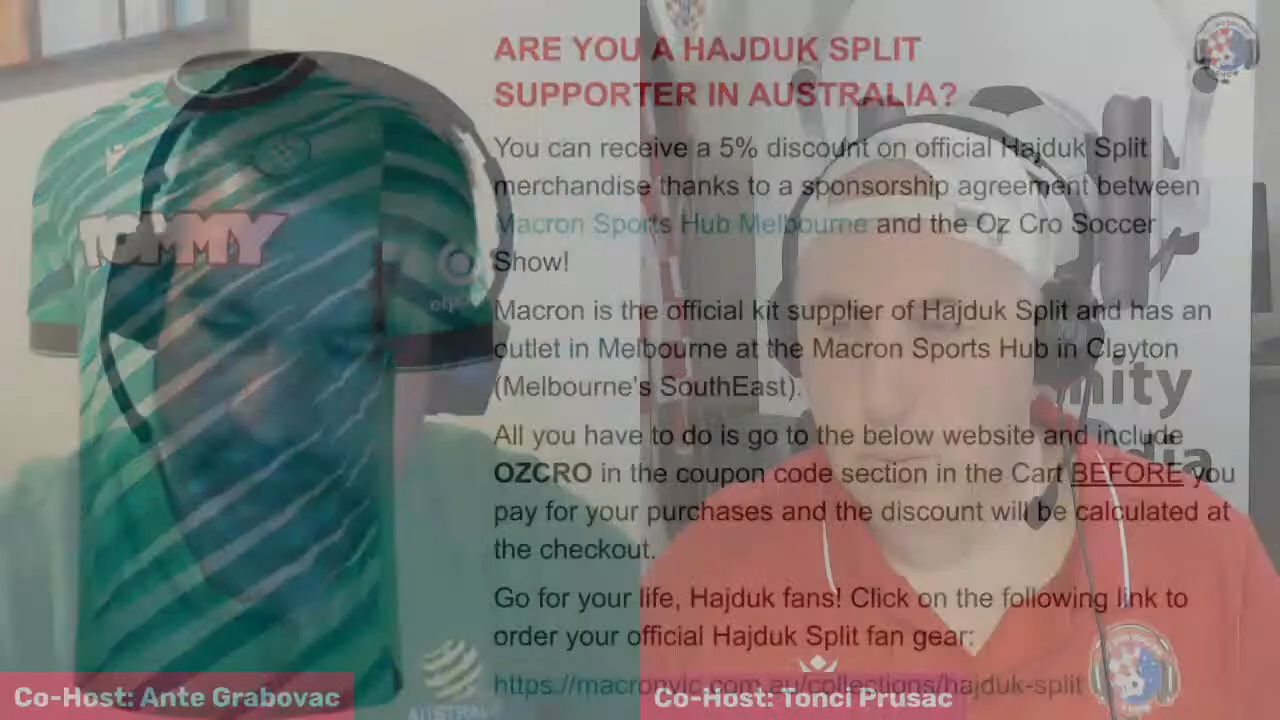 ARE YOU A HAJDUK SPLIT
SUPPORTER IN AUSTRALIA?
You can receive a 5% discount on official Hajduk Split
merchandise thanks to a sponsorship agreement between
Macron Sports Hub Melbourne and the Oz Cro Soccer
Show!
TOMMY
Macron is the official kit supplier of Hajduk Split and has an
outlet in Melbourne at the Macron Sports Hub in Clayton
(Melbourne's SouthEast).
nity
All you have to do is go to the below website and include
dia
OZCRO in the coupon code section in the Cart BEFORE you
pay for your purchases and the discount will be calculated at
the checkout.
Go for your life, Hajduk fans! Click on the following link to
order your official Hajduk Split fan gear:
https://macronvic.com.au/collections/hajduk-split
Co-Host: Ante Grabovac
Co-Host: Tonci Prusac
AUSTRALI